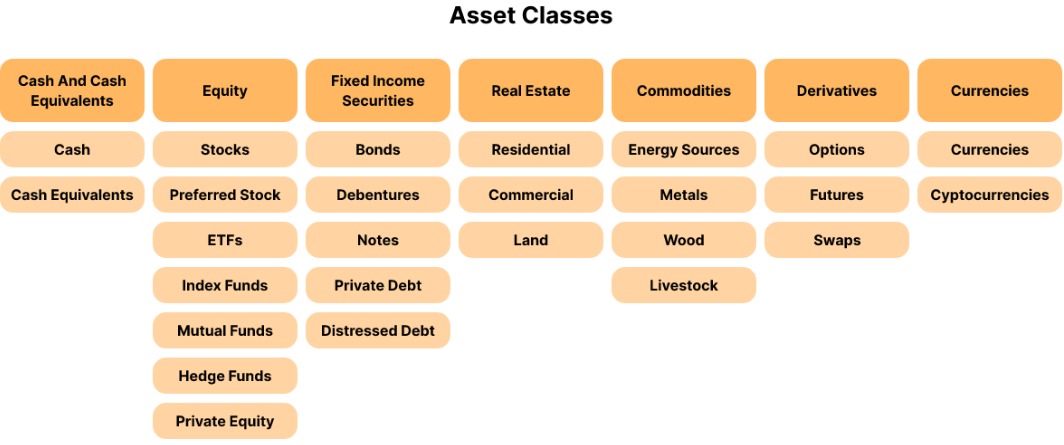 Asset Classes
Cash And Cash
Equivalents
Cash
Cash Equivalents
Equity
Stocks
Preferred Stock
ETFs
Index Funds
Mutual Funds
Hedge Funds
Private Equity
Fixed Income
Securities
Bonds
Debentures
Notes
Private Debt
Distressed Debt
Real Estate
Residential
Commercial
Land
Commodities
Energy Sources
Metals
Wood
Livestock
Derivatives
Options
Futures
Swaps
Currencies
Currencies
Cyptocurrencies